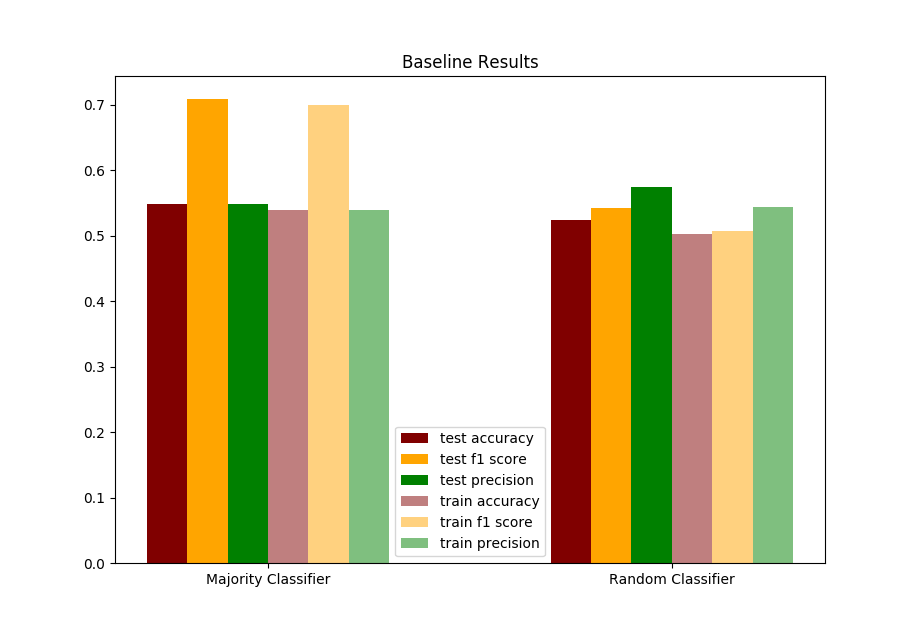 Baseline Results
0.7
0.6
0.5
0.4
0.3
0.2
0.1
0.0
test accuracy
test f1 score
test precision
train accuracy
train f1 score
train precision
Majority Classifier
Random Classifier